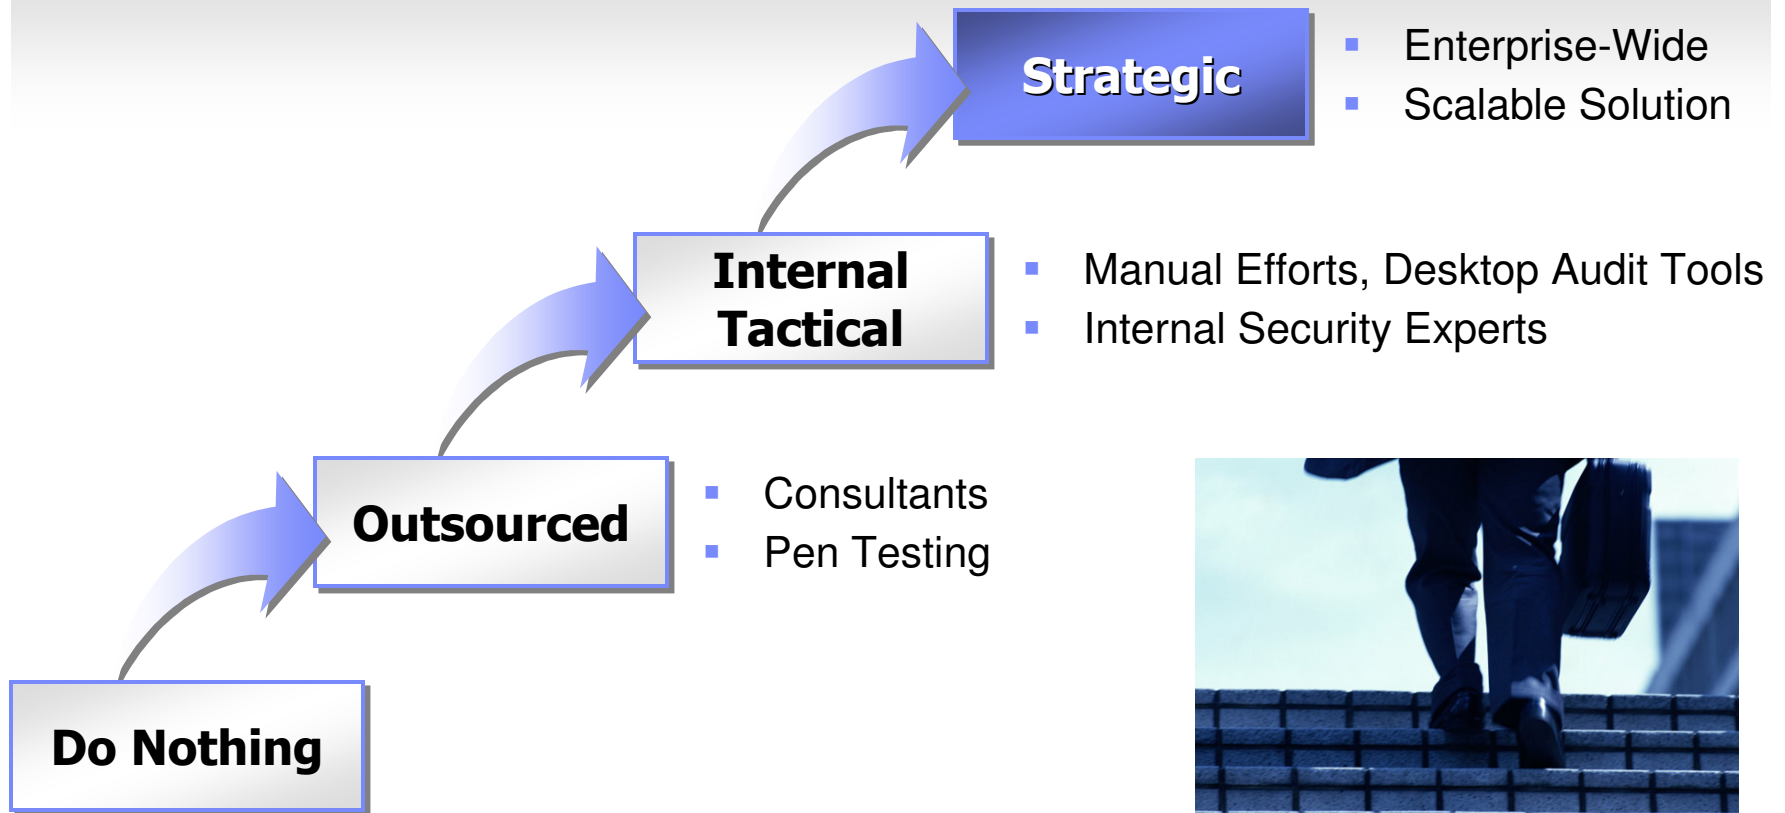 Strategic
Enterprise-Wide
Scalable Solution
Internal
Tactical
Manual Efforts, Desktop Audit Tools
Internal Security Experts
Outsourced
Consultants
Pen Testing
Do Nothing